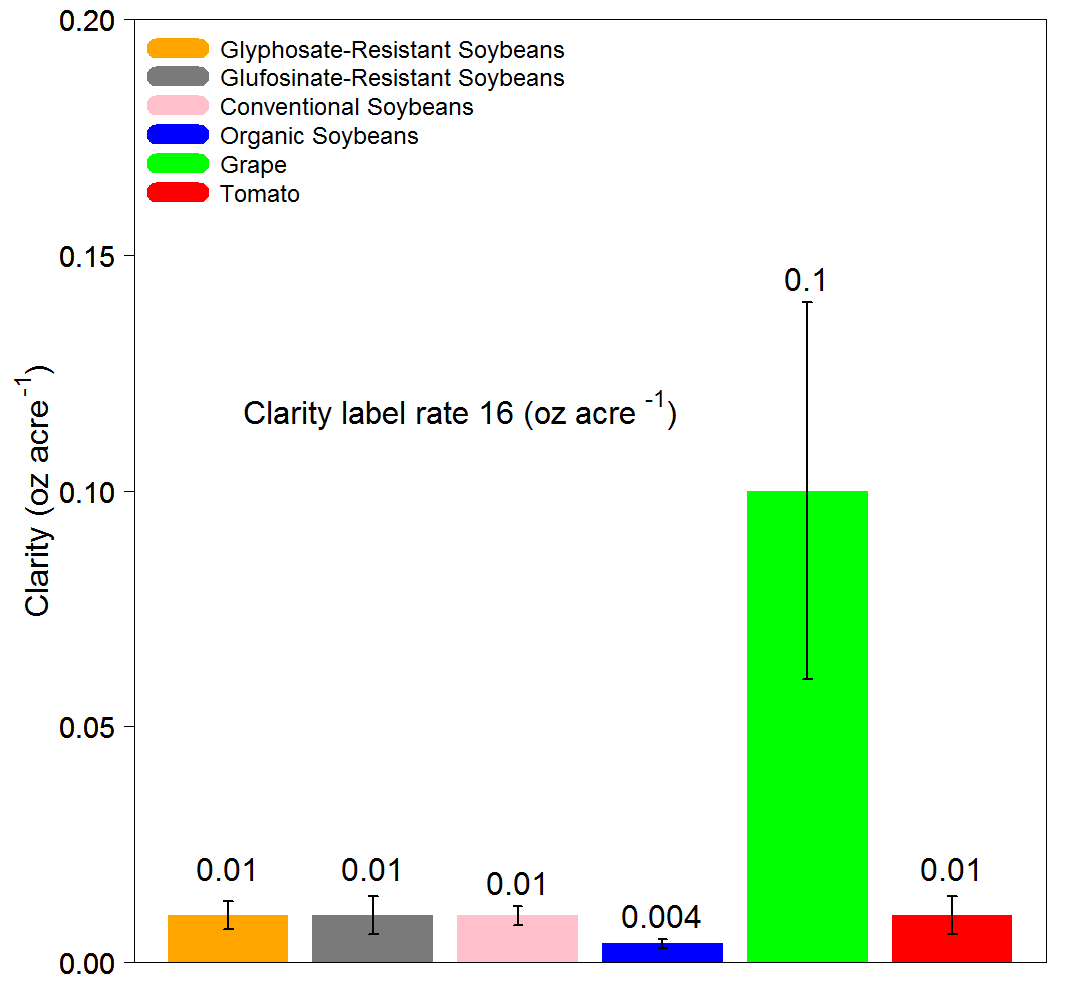 0.20
Glyphosate-Resistant Soybeans
Glufosinate-Resistant Soybeans
Conventional Soybeans
Organic Soybeans
Grape
Tomato
0.15
0.1
Clarity label rate 16 (oz acre -1)
Clarity (oz acre-1)
0.10
0.05
0.01
0.01
0.01
0.004
0.01
0.00